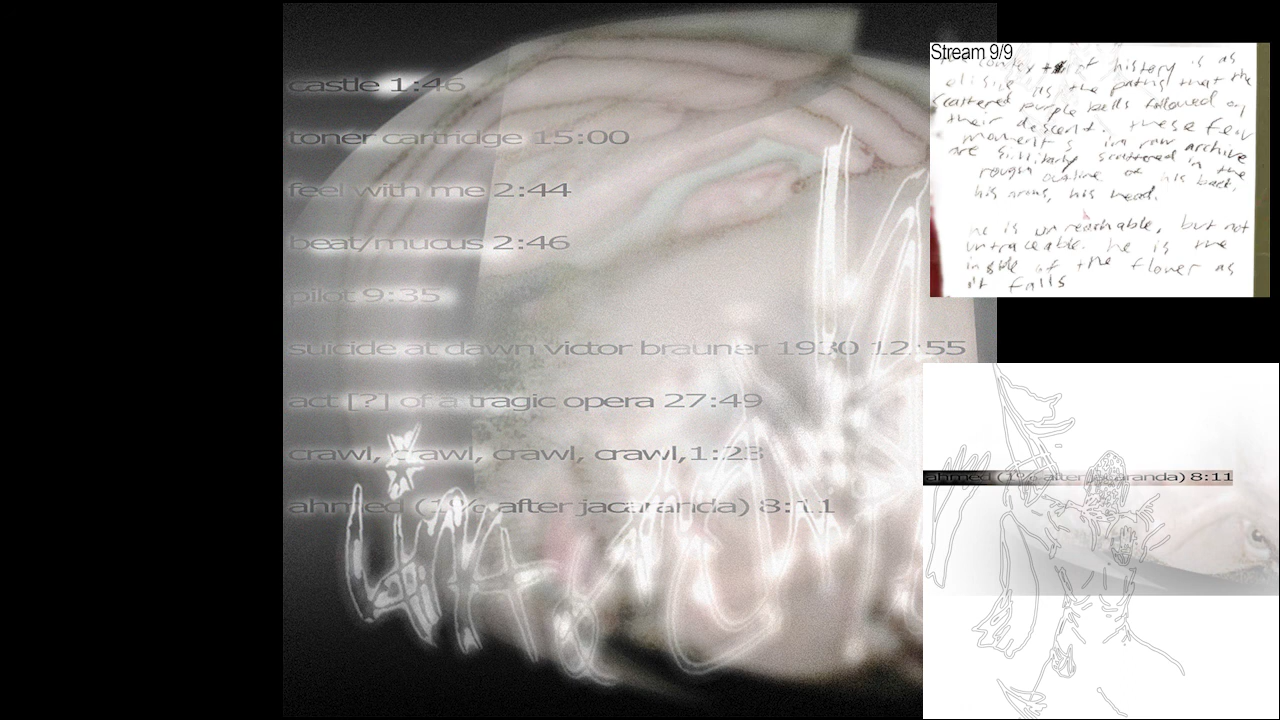 castle 1:46
toner cartridge 15:00
feel with me 2:44
beat/mucus 2:46
pilot 9:35
suicide at dawn victor brauner 1930 12:55
act [?] of a tragic opera 27:49
crawl, crawl, crawl, crawl,1:23
ahmed (1% after jacaranda) 8:11
Stream 9/9
history is as
as the paths that the
scattered purple bells followed on
their descent. these few
moments in raw archive
are similarly scattered in the
rough outline of his back,
his arms, his head.
he is unreachable, but not
untraceable. he is the
inside of the flower as
it falls
ahmed (1% after jacaranda) 8:11